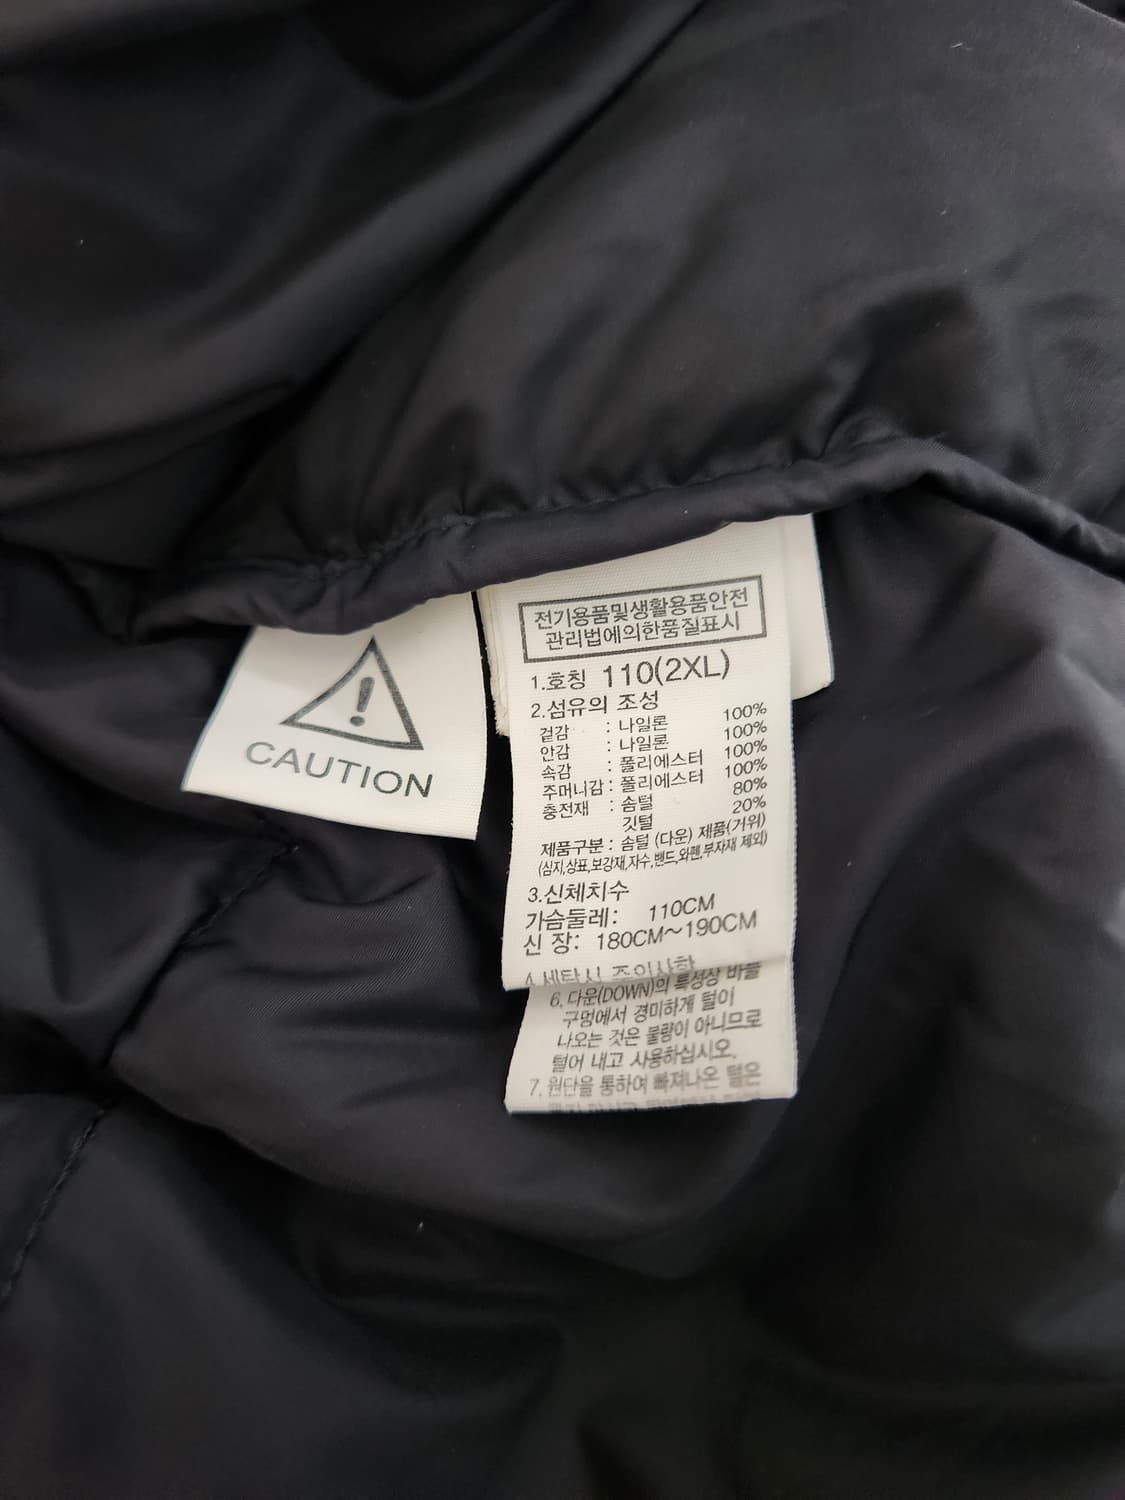 !
CAUTION
전기용품및생활용품안전
관리법에의한품질표시
1.호칭 110(2XL)
2.섬유의 조성
겉감 : 나일론 100%
안감 : 나일론 100%
속감 : 폴리에스터 100%
주머니감 : 폴리에스터 100%
충전재 : 솜털 80%
깃털 20%
제품구분 : 솜털 (다운) 제품(거위)
(심지,상표,보강재,자수,밴드,와펜,부자재 제외)
3.신체치수
가슴둘레: 110CM
신 장: 180CM~190CM
4.세탁시 주의사항
6. 다운(DOWN)의 특성상 바늘
구멍에서 경미하게 털이
나오는 것은 불량이 아니므로
털어 내고 사용하십시오.
7. 원단을 통하여 빠져나온 털은